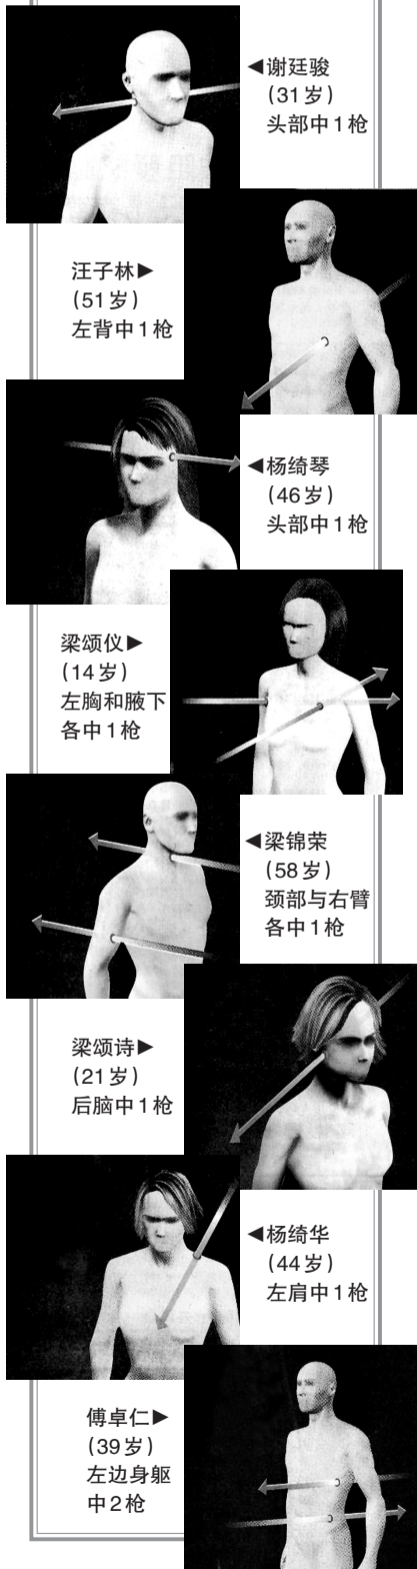 ◀谢廷骏
(31岁)
头部中1枪
汪子林▶
(51岁)
左背中1枪
◀杨绮琴
(46岁)
头部中1枪
梁颂仪▶
(14岁)
左胸和腋下
各中1枪
◀梁锦荣
(58岁)
颈部与右臂
各中1枪
梁颂诗▶
(21岁)
后脑中1枪
◀杨绮华
(44岁)
左肩中1枪
傅卓仁▶
(39岁)
左边身躯
中2枪